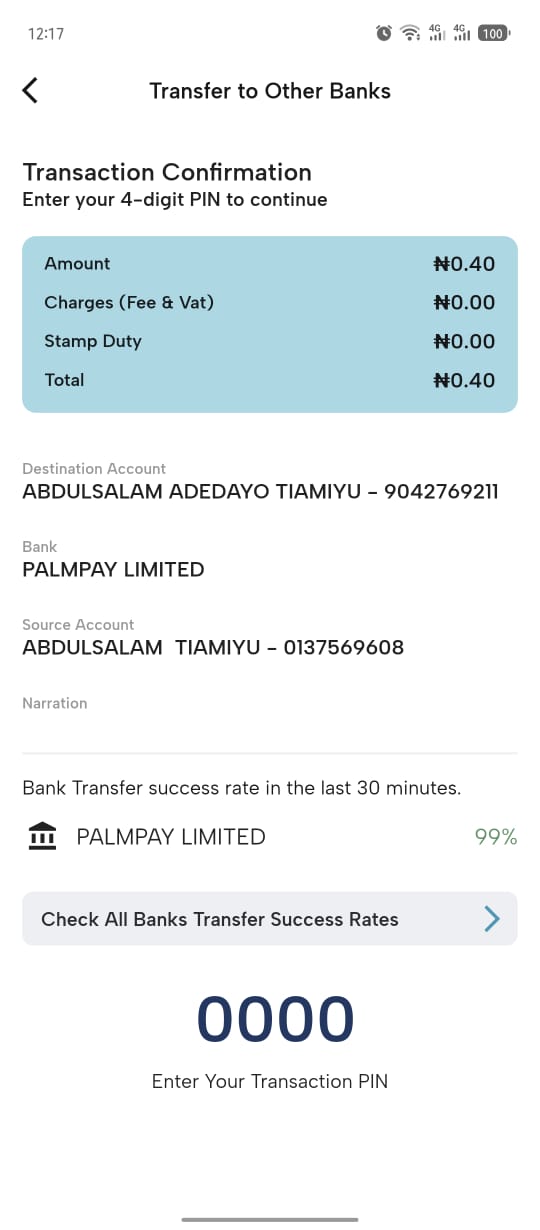 12:17
4G 4G 100
Transfer to Other Banks
Transaction Confirmation
Enter your 4-digit PIN to continue
Amount ₦0.40
Charges (Fee & Vat) ₦0.00
Stamp Duty ₦0.00
Total ₦0.40
Destination Account
ABDULSALAM ADEDAYO TIAMIYU - 9042769211
Bank
PALMPAY LIMITED
Source Account
ABDULSALAM  TIAMIYU - 0137569608
Narration
Bank Transfer success rate in the last 30 minutes.
PALMPAY LIMITED 99%
Check All Banks Transfer Success Rates
0000
Enter Your Transaction PIN